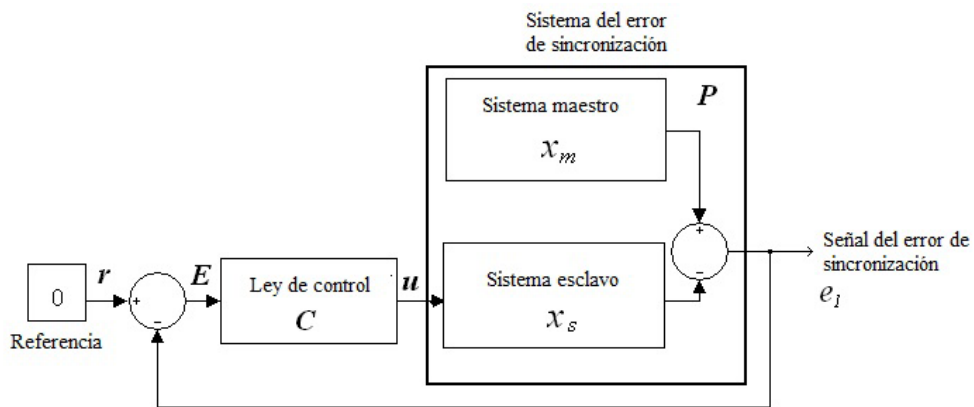 Sistema del error
de sincronización
Sistema maestro
P
x_m
+
-
Señal del error de
sincronización
e_l
0
r
+
-
E
Ley de control
C
u
Sistema esclavo
x_s
Referencia